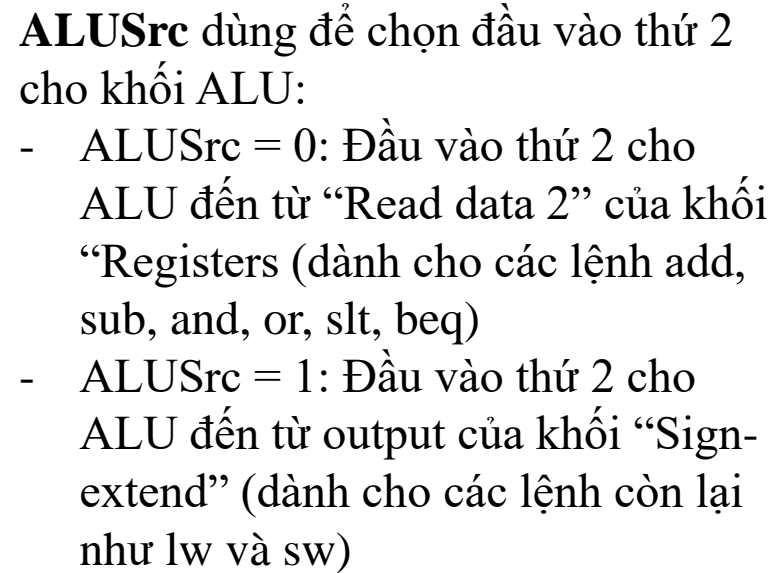 ALUSrc dùng để chọn đầu vào thứ 2
cho khối ALU:
- ALUSrc = 0: Đầu vào thứ 2 cho
ALU đến từ “Read data 2” của khối
“Registers (dành cho các lệnh add,
sub, and, or, slt, beq)
- ALUSrc = 1: Đầu vào thứ 2 cho
ALU đến từ output của khối “Sign-
extend” (dành cho các lệnh còn lại
như lw và sw)